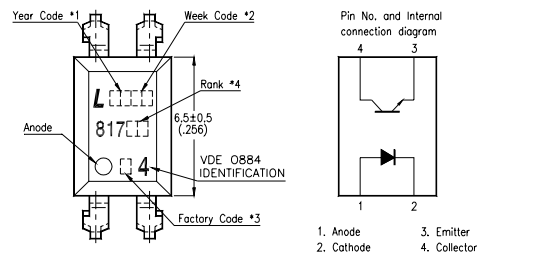 Year Code *1
Week Code *2
L
Rank *4
817
6,5±0,5
(.256)
Anode
4
VDE 0884
IDENTIFICATION
Factory Code *3
Pin No. and Internal
connection diagram
4 3
1 2
1. Anode 3. Emitter
2. Cathode 4. Collector